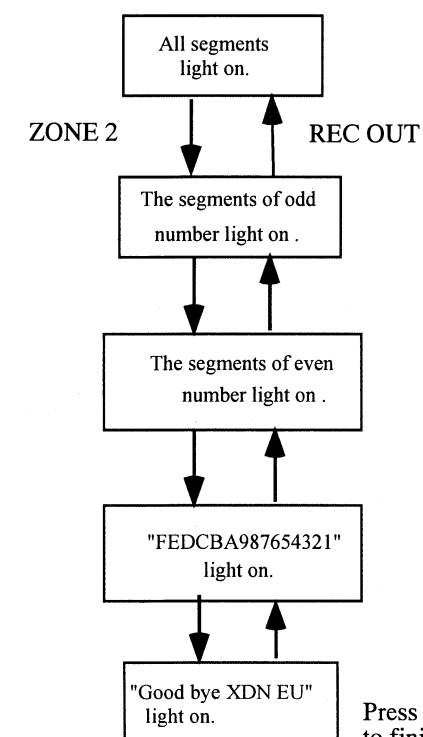 All segments
light on.
ZONE 2
REC OUT
The segments of odd
number light on .
The segments of even
number light on .
"FEDCBA987654321"
light on.
"Good bye XDN EU"
light on.
Press